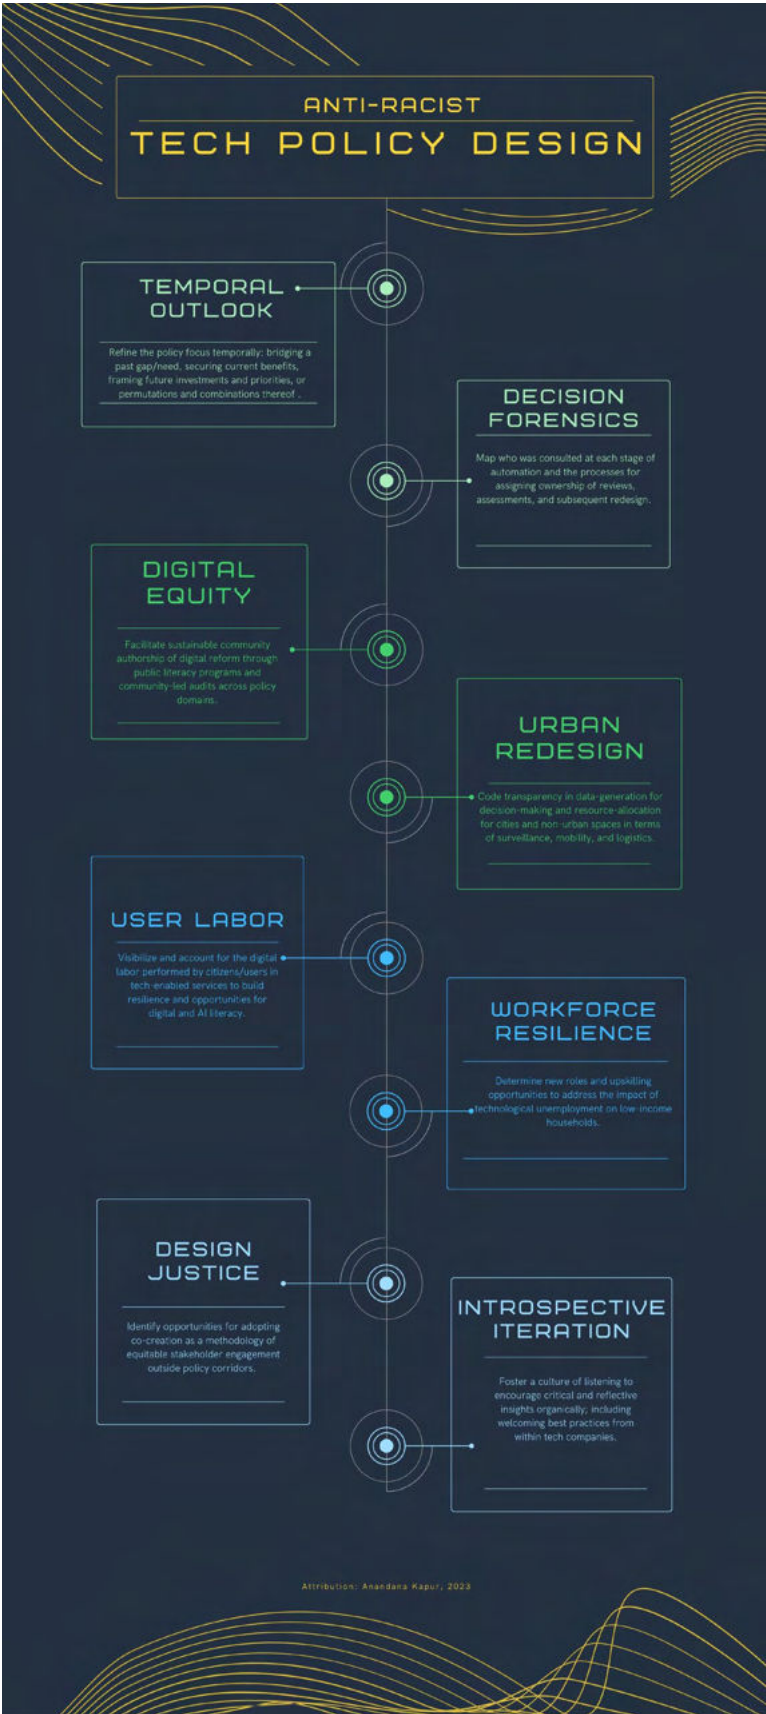 ANTI-RACIST
TECH POLICY DESIGN
TEMPORAL
OUTLOOK
Refine the policy focus temporally: bridging a
past gap/need, securing current benefits,
framing future investments and priorities, or
permutations and combinations thereof .
DECISION
FORENSICS
Map who was consulted at each stage of
automation and the processes for
assigning ownership of reviews,
assessments, and subsequent redesign.
DIGITAL
EQUITY
Facilitate sustainable community
authorship of digital reform through
public literacy programs and
community-led audits across policy
domains.
URBAN
REDESIGN
Code transparency in data-generation for
decision-making and resource-allocation
for cities and non-urban spaces in terms
of surveillance, mobility, and logistics.
USER LABOR
Visibilize and account for the digital
labor performed by citizens/users in
tech-enabled services to build
resilience and opportunities for
digital and AI literacy.
WORKFORCE
RESILIENCE
Determine new roles and upskilling
opportunities to address the impact of
technological unemployment on low-income
households.
DESIGN
JUSTICE
Identify opportunities for adopting
co-creation as a methodology of
equitable stakeholder engagement
outside policy corridors.
INTROSPECTIVE
ITERATION
Foster a culture of listening to
encourage critical and reflective
insights organically; including
welcoming best practices from
within tech companies.
Attribution: Anandana Kapur, 2023